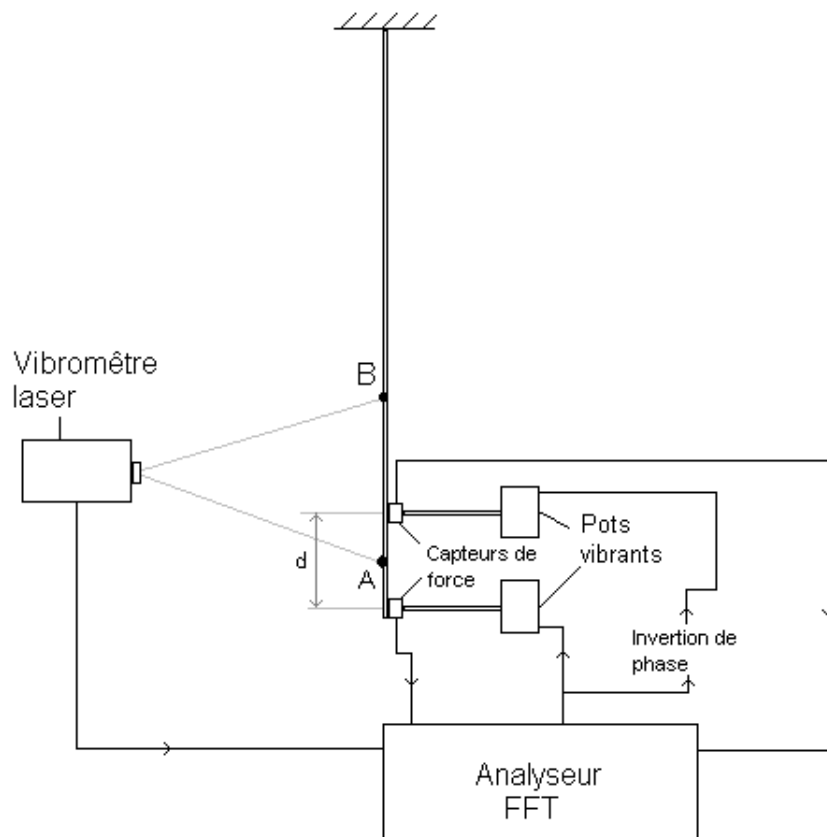 Vibromêtre
laser
B
A
d
Capteurs de
force
Pots
vibrants
Invertion de
phase
Analyseur
FFT